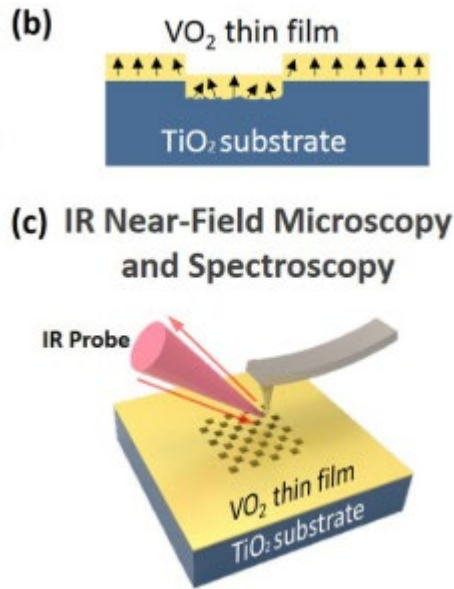 (b)
VO₂ thin film
TiO₂ substrate
(c) IR Near-Field Microscopy
and Spectroscopy
IR Probe
VO₂ thin film
TiO₂ substrate